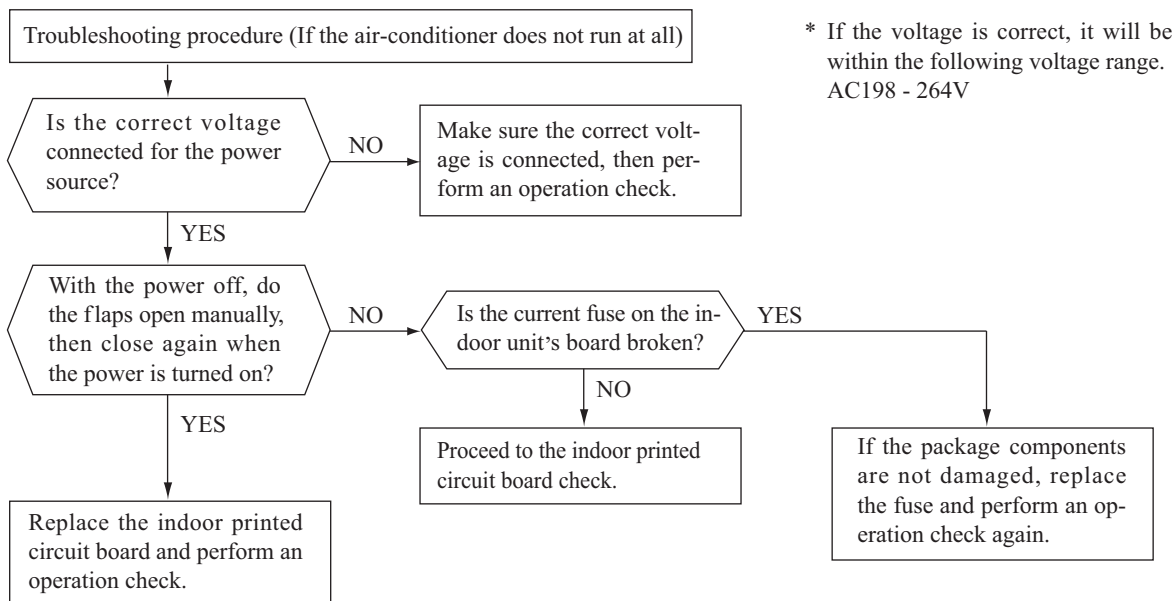 Troubleshooting procedure (If the air-conditioner does not run at all)
* If the voltage is correct, it will be
within the following voltage range.
AC198 - 264V
Is the correct voltage
connected for the power
source?
NO
Make sure the correct volt-
age is connected, then per-
form an operation check.
YES
With the power off, do
the flaps open manually,
then close again when
the power is turned on?
NO
Is the current fuse on the in-
door unit's board broken?
YES
NO
YES
Proceed to the indoor printed
circuit board check.
If the package components
are not damaged, replace
the fuse and perform an op-
eration check again.
Replace the indoor printed
circuit board and perform an
operation check.